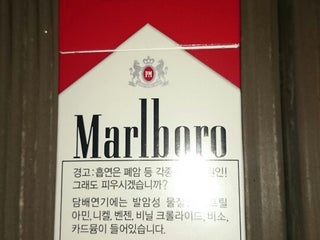 PM
Marlboro
경고: 흡연은 폐암 등 각종 인!
그래도 피우시겠습니까?
담배연기에는 발암성 물질
아민, 니켈, 벤젠, 비닐 크롤라이드, 비소,
카드뮴이 들어있습니다.